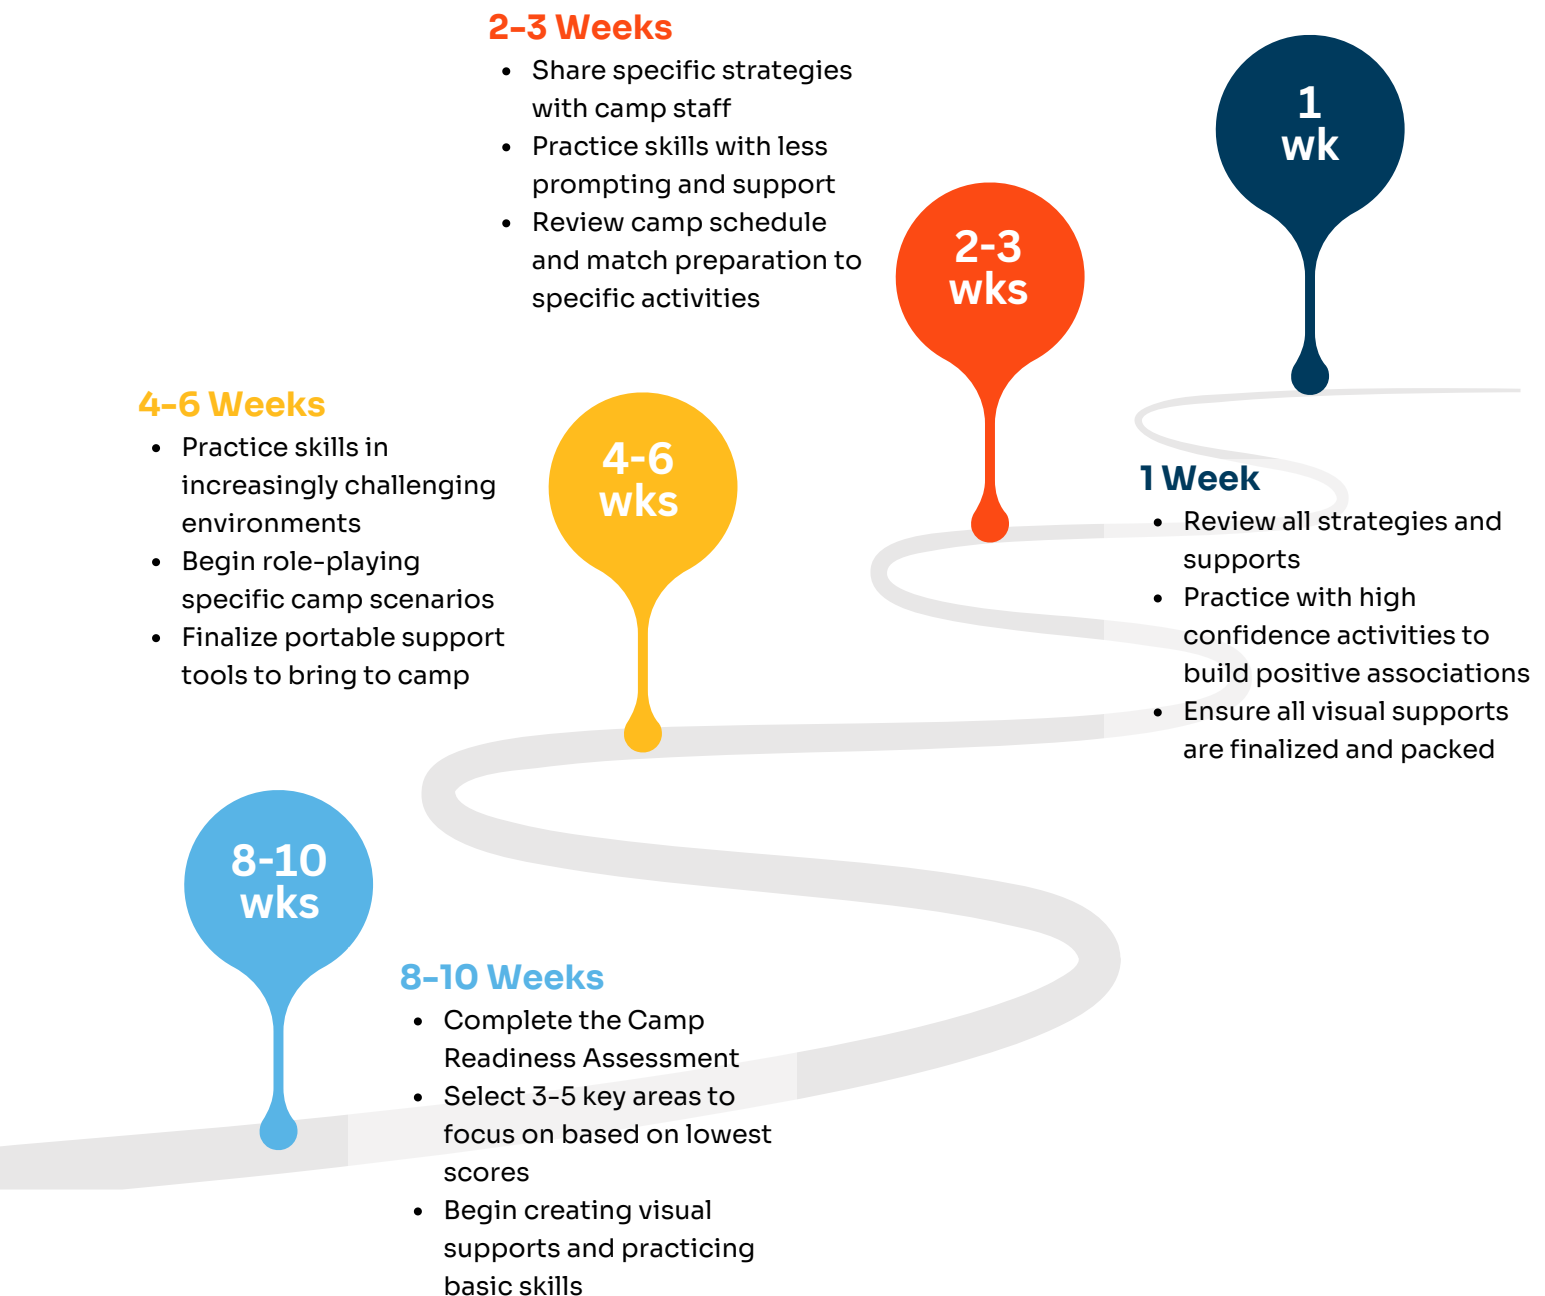 2-3 Weeks
• Share specific strategies
with camp staff
• Practice skills with less
prompting and support
• Review camp schedule
and match preparation to
specific activities
1
wk
2-3
wks
4-6 Weeks
• Practice skills in
increasingly challenging
environments
• Begin role-playing
specific camp scenarios
• Finalize portable support
tools to bring to camp
4-6
wks
1 Week
• Review all strategies and
supports
• Practice with high
confidence activities to
build positive associations
• Ensure all visual supports
are finalized and packed
8-10
wks
8-10 Weeks
• Complete the Camp
Readiness Assessment
• Select 3-5 key areas to
focus on based on lowest
scores
• Begin creating visual
supports and practicing
basic skills